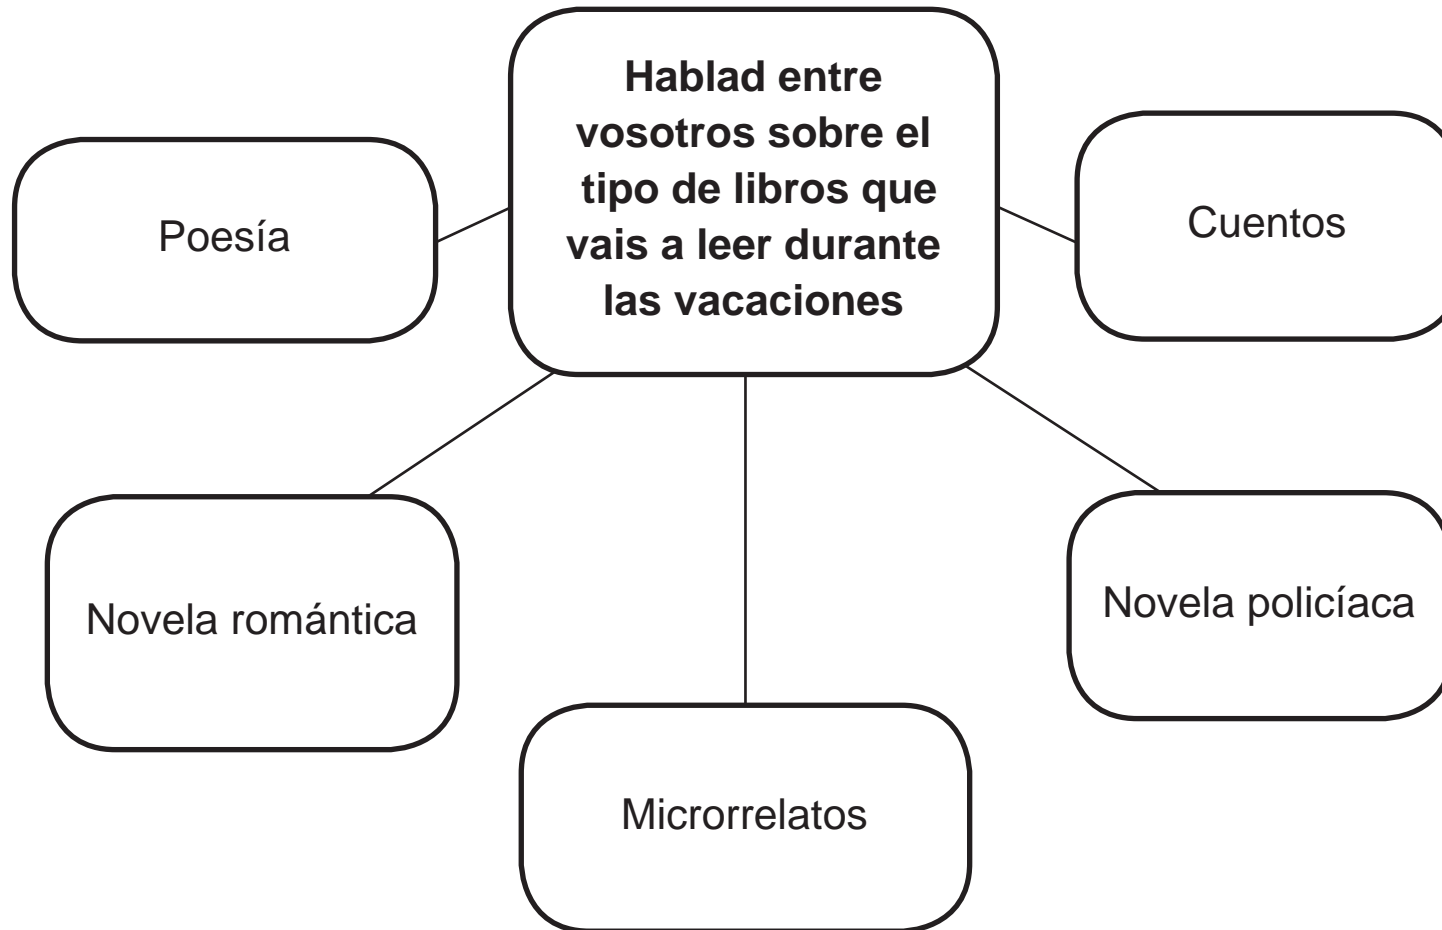 Hablad entre
vosotros sobre el
tipo de libros que
vais a leer durante
las vacaciones
Poesía
Cuentos
Novela romántica
Novela policíaca
Microrrelatos